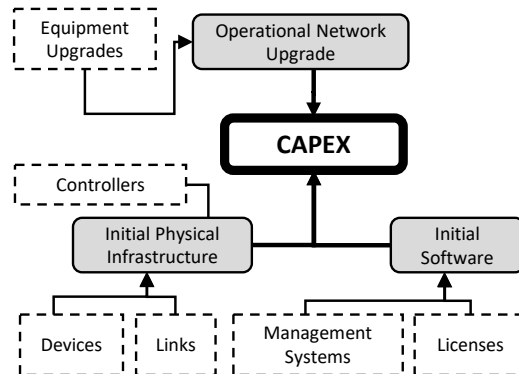 Equipment
Upgrades
Operational Network
Upgrade
CAPEX
Controllers
Initial Physical
Infrastructure
Initial
Software
Devices
Links
Management
Systems
Licenses